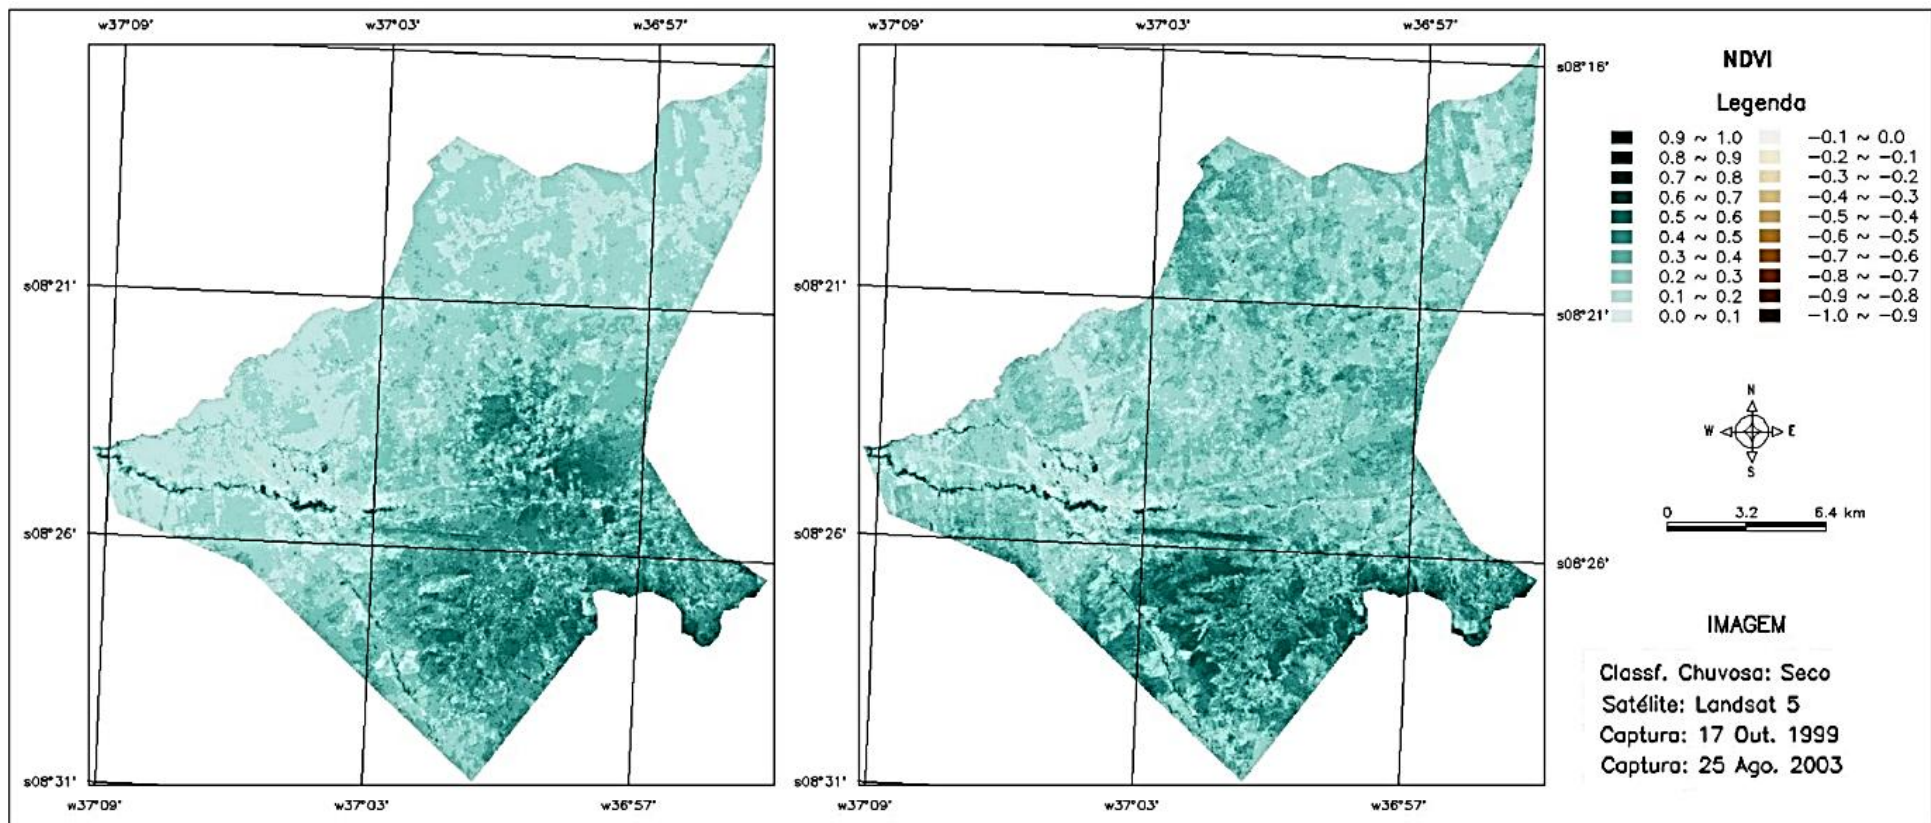 w37°09' w37°03' w36°57' w37°09' w37°03' w36°57'
NDVI
s08°16'
Legenda
0.9 ~ 1.0 -0.1 ~ 0.0
0.8 ~ 0.9 -0.2 ~ -0.1
0.7 ~ 0.8 -0.3 ~ -0.2
0.6 ~ 0.7 -0.4 ~ -0.3
0.5 ~ 0.6 -0.5 ~ -0.4
0.4 ~ 0.5 -0.6 ~ -0.5
0.3 ~ 0.4 -0.7 ~ -0.6
0.2 ~ 0.3 -0.8 ~ -0.7
0.1 ~ 0.2 -0.9 ~ -0.8
0.0 ~ 0.1 -1.0 ~ -0.9
s08°21' s08°21' s08°21'
N
W E
S
0 3.2 6.4 km
s08°26' s08°26' s08°26'
IMAGEM
Classf. Chuvosa: Seco
Satélite: Landsat 5
Captura: 17 Out. 1999
Captura: 25 Ago. 2003
s08°31' s08°31'
w37°09' w37°03' w36°57' w37°09' w37°03' w36°57'